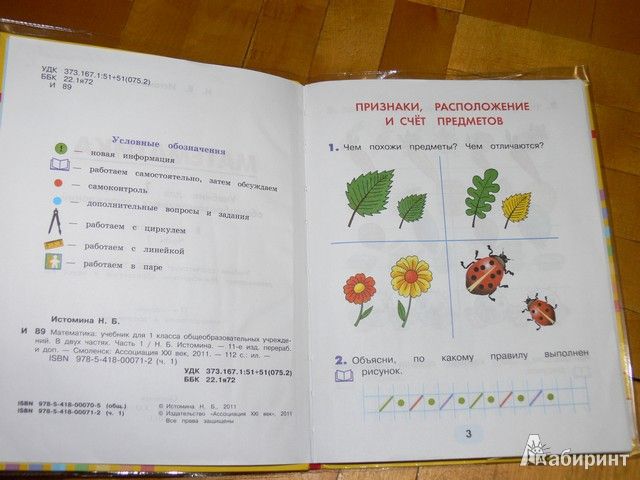 УДК 373.167.1:51+51(075.2)
ББК 22.1я72
И 89
Условные обозначения
— новая информация
— работаем самостоятельно, затем обсуждаем
— самоконтроль
— дополнительные вопросы и задания
— работаем с циркулем
— работаем с линейкой
— работаем в паре
Истомина Н. Б.
И 89 Математика: учебник для 1 класса общеобразовательных учрежде-
ний. В двух частях. Часть 1 / Н. Б. Истомина. — 11-е изд. перераб.
и доп. — Смоленск: Ассоциация XXI век, 2011. — 112 с.: ил. —
ISBN 978-5-418-00071-2 (ч. 1)
УДК 373.167.1:51+51(075.2)
ББК 22.1я72
ISBN 978-5-418-00070-5 (общ.)
ISBN 978-5-418-00071-2 (ч. 1)
© Истомина Н. Б., 2011
© Издательство «Ассоциация XXI век», 2011
Все права защищены
ПРИЗНАКИ, РАСПОЛОЖЕНИЕ
И СЧЁТ ПРЕДМЕТОВ
1. Чем похожи предметы? Чем отличаются?
2. Объясни, по какому правилу выполнен
рисунок.
3
Лабиринт